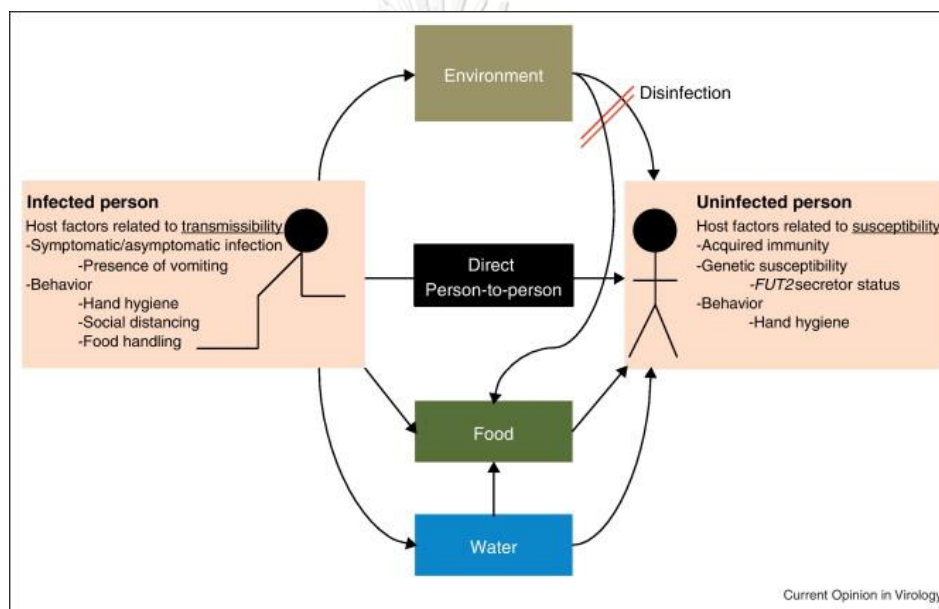 Environment
Disinfection
Infected person
Host factors related to transmissibility
-Symptomatic/asymptomatic infection
-Presence of vomiting
-Behavior
-Hand hygiene
-Social distancing
-Food handling
Direct
Person-to-person
Uninfected person
Host factors related to susceptibility
-Acquired immunity
-Genetic susceptibility
-FUT2 secretor status
-Behavior
-Hand hygiene
Food
Water
Current Opinion in Virology